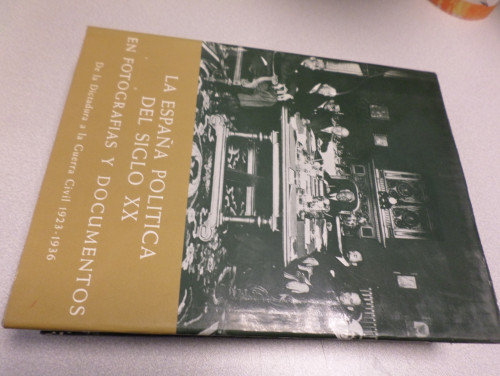 LA ESPAÑA POLITICA
DEL SIGLO XX
EN FOTOGRAFIAS Y DOCUMENTOS
De la Dictadura a la Guerra Civil 1923-1936